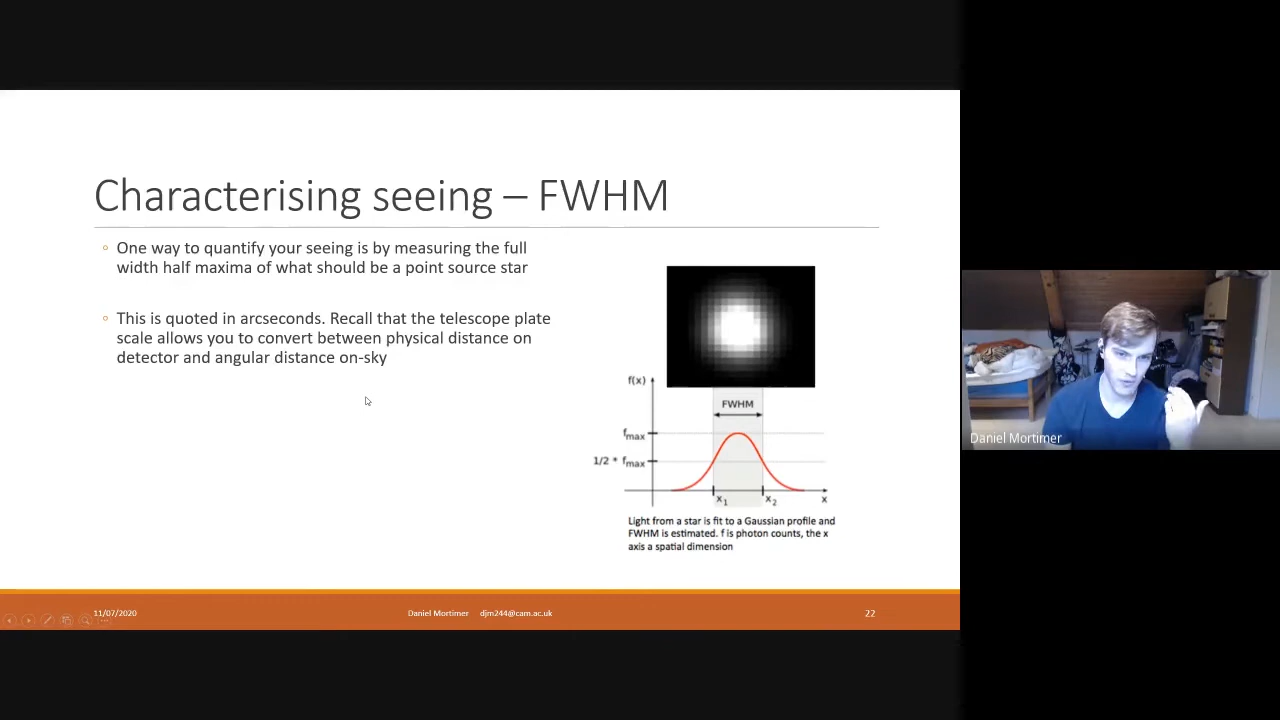 Characterising seeing – FWHM
One way to quantify your seeing is by measuring the full
width half maxima of what should be a point source star
This is quoted in arcseconds. Recall that the telescope plate
scale allows you to convert between physical distance on
detector and angular distance on-sky
f(x)
FWHM
fmax
1/2 * fmax
x1
x2
x
Light from a star is fit to a Gaussian profile and
FWHM is estimated. f is photon counts, the x
axis a spatial dimension
Daniel Mortimer
11/07/2020
Daniel Mortimer djm244@cam.ac.uk
22